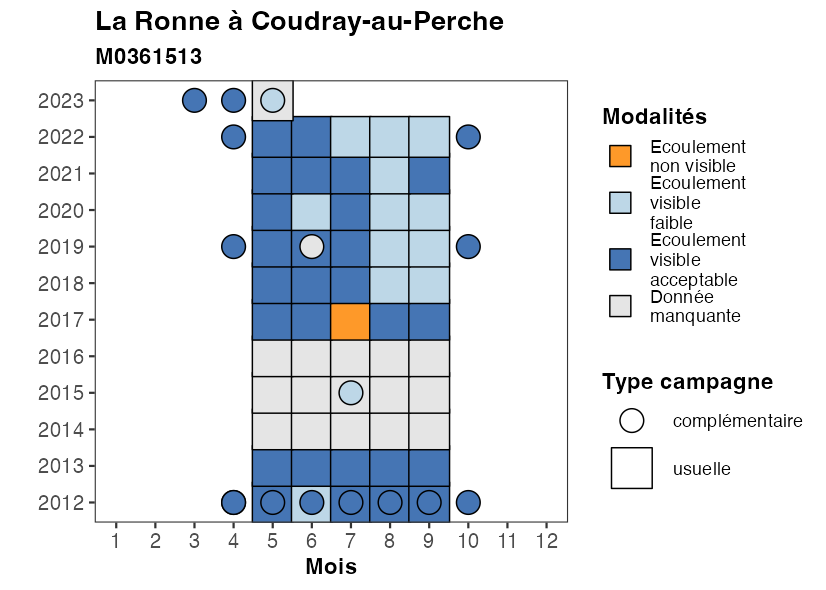 La Ronne à Coudray-au-Perche
M0361513
2023
2022
2021
2020
2019
2018
2017
2016
2015
2014
2013
2012
1 2 3 4 5 6 7 8 9 10 11 12
Mois
Modalités
Ecoulement
non visible
Ecoulement
visible
faible
Ecoulement
visible
acceptable
Donnée
manquante
Type campagne
complémentaire
usuelle